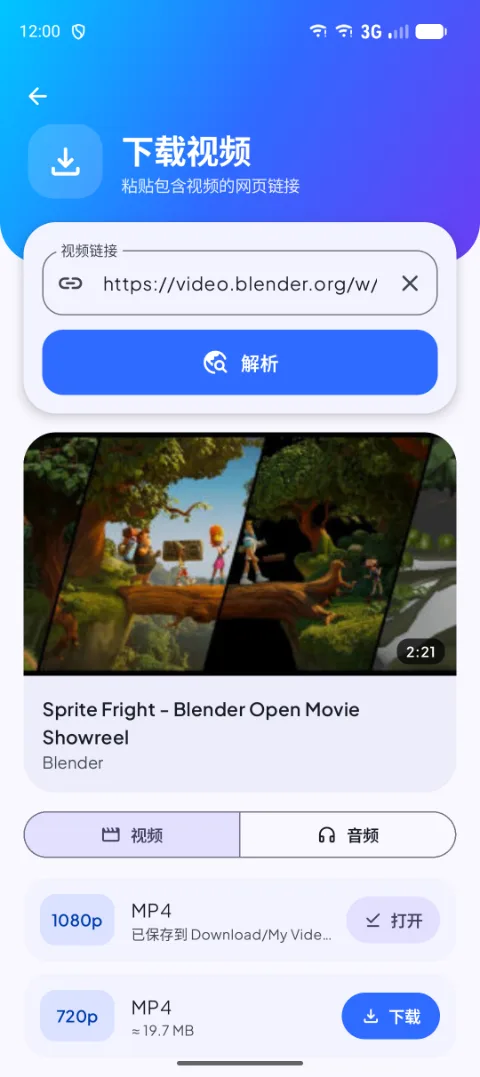 12:00
3G
下载视频
粘贴包含视频的网页链接
视频链接
https://video.blender.org/w/
解析
2:21
Sprite Fright - Blender Open Movie
Showreel
Blender
视频
音频
1080p
MP4
已保存到 Download/My Vide...
打开
720p
MP4
≈ 19.7 MB
下载